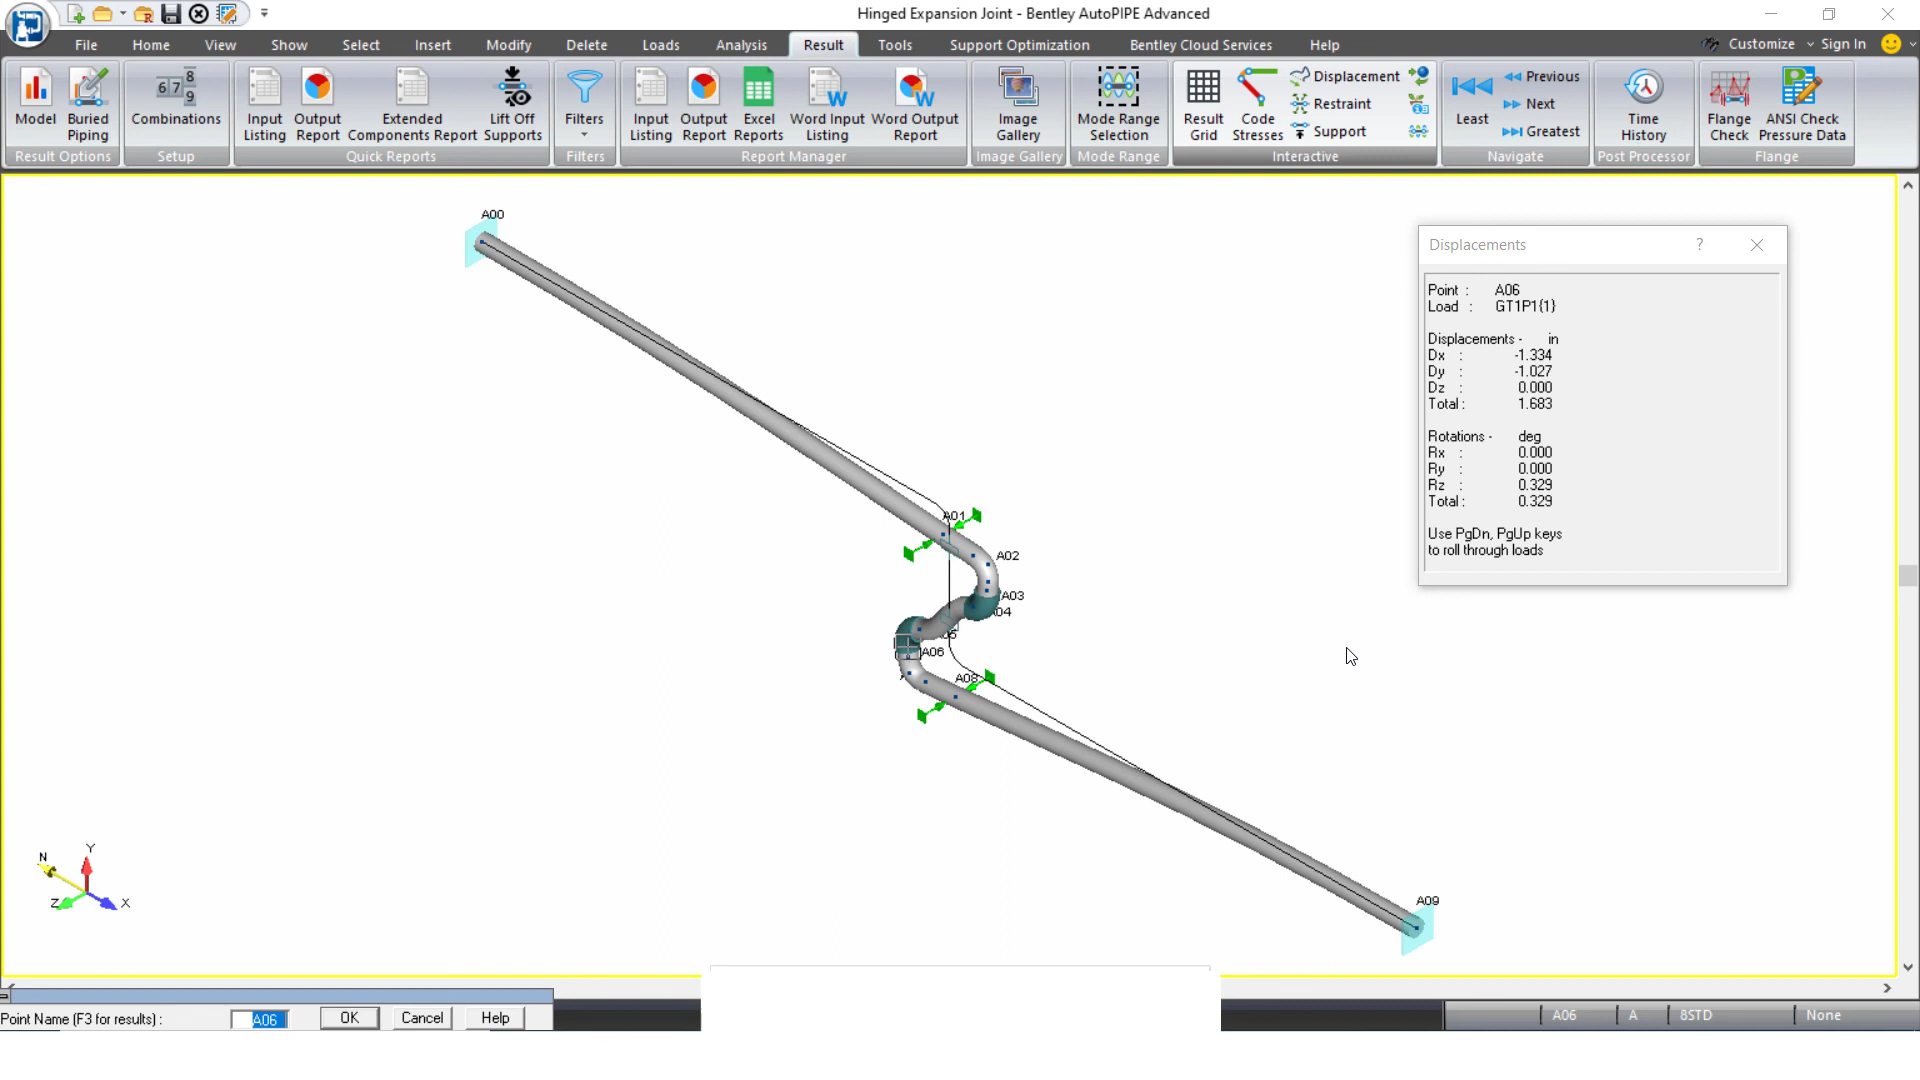 Hinged Expansion Joint - Bentley AutoPIPE Advanced
File Home View Show Select Insert Modify Delete Loads Analysis Result Tools Support Optimization Bentley Cloud Services Help Customize Sign In
Model
Buried Piping
Result Options
6 7 8 9
Combinations
Setup
Input Listing
Output Report
Extended Components Report
Lift Off Supports
Quick Reports
Filters
Filters
Input Listing
Output Report
Excel Reports
W
Word Input Listing
W
Word Output Report
Report Manager
Image Gallery
Image Gallery
Mode Range Selection
Mode Range
Result Grid
Code Stresses
Displacement
Restraint
Support
Interactive
Least
Previous
Next
Greatest
Navigate
Time History
Post Processor
Flange Check
ANSI Check Pressure Data
Flange
A00
A01
A02
A03
A06
A08
A09
Y
N
Z
X
Displacements ?
Point : A06
Load : GT1P1{1}
Displacements - in
Dx : -1.334
Dy : -1.027
Dz : 0.000
Total : 1.683
Rotations - deg
Rx : 0.000
Ry : 0.000
Rz : 0.329
Total : 0.329
Use PgDn, PgUp keys
to roll through loads
Point Name (F3 for results) : A06 OK Cancel Help
A06 A 8STD None